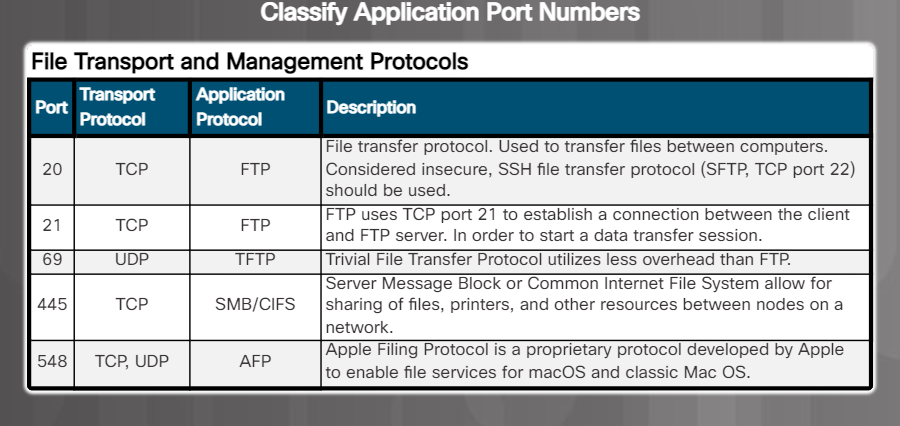 Classify Application Port Numbers
File Transport and Management Protocols
Port
Transport
Protocol
Application
Protocol
Description
20
TCP
FTP
File transfer protocol. Used to transfer files between computers.
Considered insecure, SSH file transfer protocol (SFTP, TCP port 22)
should be used.
21
TCP
FTP
FTP uses TCP port 21 to establish a connection between the client
and FTP server. In order to start a data transfer session.
69
UDP
TFTP
Trivial File Transfer Protocol utilizes less overhead than FTP.
445
TCP
SMB/CIFS
Server Message Block or Common Internet File System allow for
sharing of files, printers, and other resources between nodes on a
network.
548
TCP, UDP
AFP
Apple Filing Protocol is a proprietary protocol developed by Apple
to enable file services for macOS and classic Mac OS.